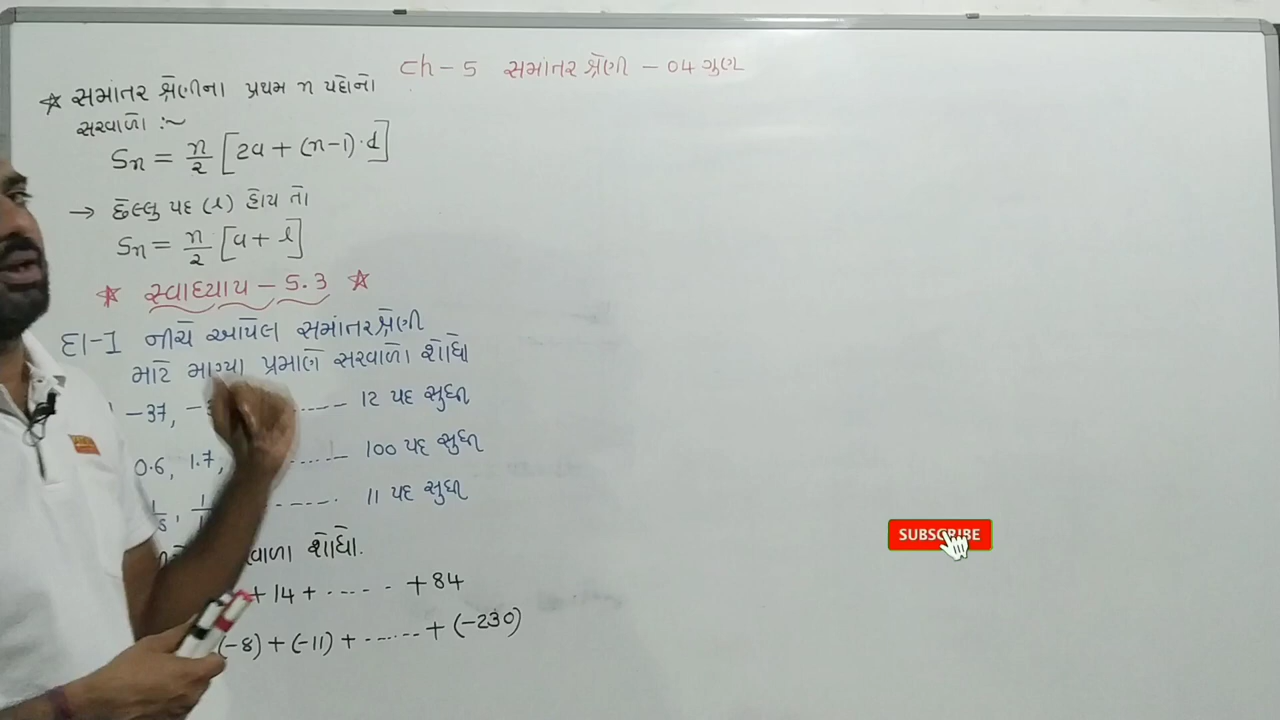 Ch - 5 સમાંતર શ્રેણી - 04 ગુણ
☆ સમાંતર શ્રેણીના પ્રથમ n પદોનો
સરવાળો :~
Sn = n/2 [2a + (n-1)·d]
→ છેલ્લુ પદ (l) હોય તો
Sn = n/2 [a + l]
☆ સ્વાધ્યાય - 5.3 ☆
દા-1 નીચે આપેલ સમાંતર શ્રેણી
માટે માગ્યા પ્રમાણે સરવાળો શોધો
-37, ------ 12 પદ સુધી
0.6, 1.7, ------ 100 પદ સુધી
------ 11 પદ સુધી
શોધો.
+ 14 + ------ + 84
(-8) + (-11) + ------ + (-230)
SUBSCRIBE